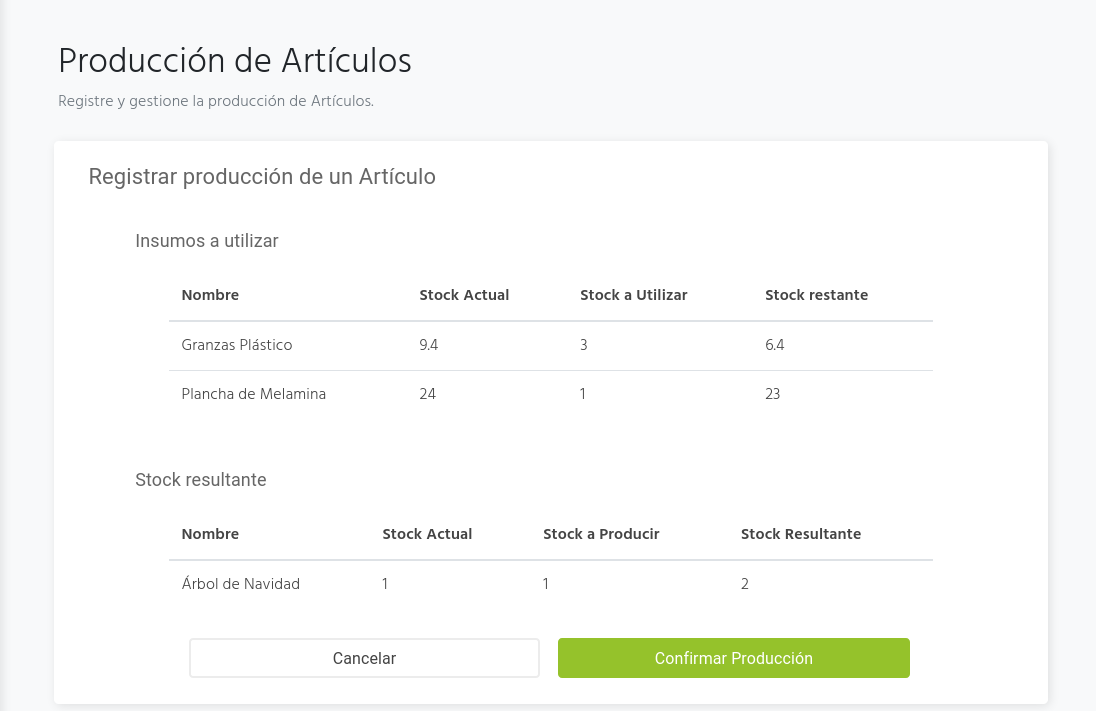 Producción de Artículos
Registre y gestione la producción de Artículos.
Registrar producción de un Artículo
Insumos a utilizar
Nombre Stock Actual Stock a Utilizar Stock restante
Granzas Plástico 9.4 3 6.4
Plancha de Melamina 24 1 23
Stock resultante
Nombre Stock Actual Stock a Producir Stock Resultante
Árbol de Navidad 1 1 2
Cancelar Confirmar Producción